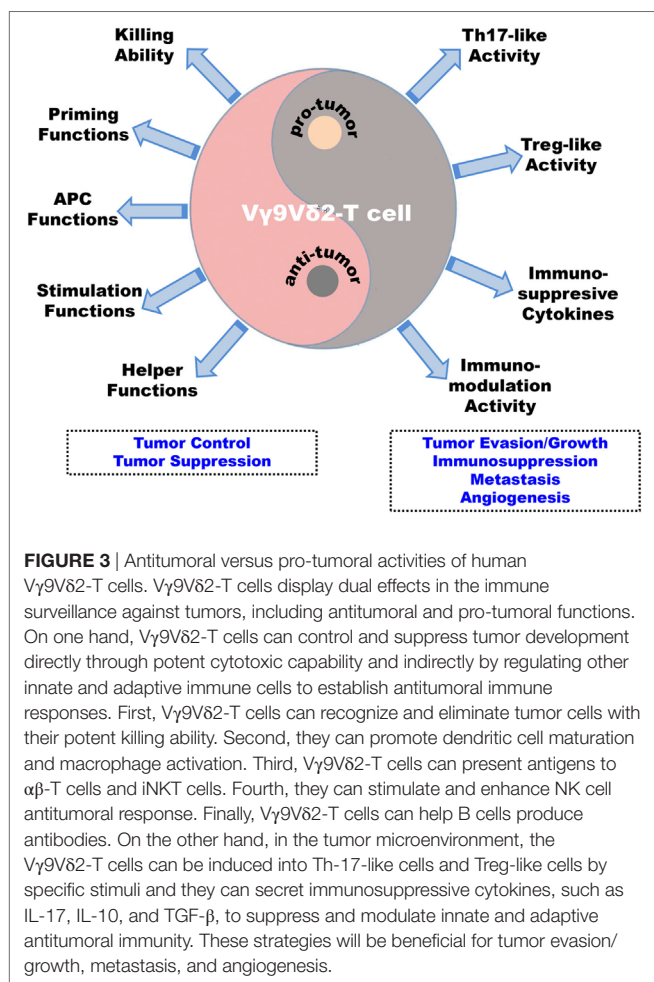 Killing
Ability
Priming
Functions
APC
Functions
Stimulation
Functions
Helper
Functions
pro-tumor
Vγ9Vδ2-T cell
anti-tumor
Th17-like
Activity
Treg-like
Activity
Immuno-
suppresive
Cytokines
Immuno-
modulation
Activity
Tumor Control
Tumor Suppression
Tumor Evasion/Growth
Immunosuppression
Metastasis
Angiogenesis
FIGURE 3 | Antitumoral versus pro-tumoral activities of human
Vγ9Vδ2-T cells. Vγ9Vδ2-T cells display dual effects in the immune
surveillance against tumors, including antitumoral and pro-tumoral functions.
On one hand, Vγ9Vδ2-T cells can control and suppress tumor development
directly through potent cytotoxic capability and indirectly by regulating other
innate and adaptive immune cells to establish antitumoral immune
responses. First, Vγ9Vδ2-T cells can recognize and eliminate tumor cells with
their potent killing ability. Second, they can promote dendritic cell maturation
and macrophage activation. Third, Vγ9Vδ2-T cells can present antigens to
αβ-T cells and iNKT cells. Fourth, they can stimulate and enhance NK cell
antitumoral response. Finally, Vγ9Vδ2-T cells can help B cells produce
antibodies. On the other hand, in the tumor microenvironment, the
Vγ9Vδ2-T cells can be induced into Th-17-like cells and Treg-like cells by
specific stimuli and they can secret immunosuppressive cytokines, such as
IL-17, IL-10, and TGF-β, to suppress and modulate innate and adaptive
antitumoral immunity. These strategies will be beneficial for tumor evasion/
growth, metastasis, and angiogenesis.